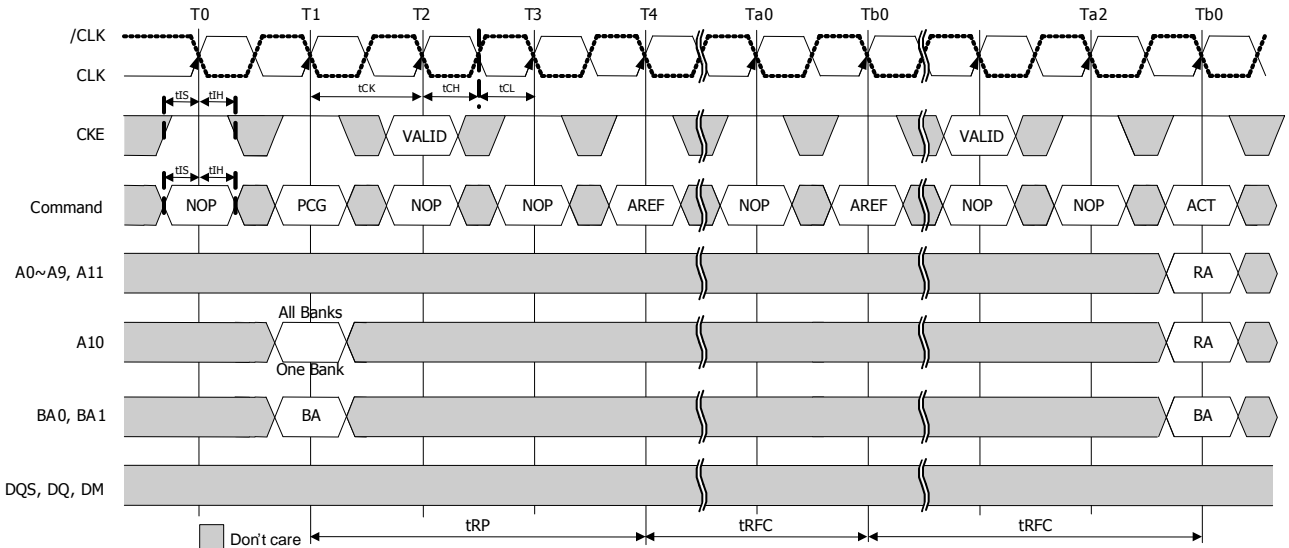 T0 T1 T2 T3 T4 Ta0 Tb0 Ta2 Tb0
/CLK
CLK
tCK tCH tCL
tIS tIH
CKE VALID VALID
tIS tIH
Command NOP PCG NOP NOP AREF NOP AREF NOP NOP ACT
A0~A9, A11 RA
All Banks
A10 RA
One Bank
BA0, BA1 BA BA
DQS, DQ, DM
tRP tRFC tRFC
Don't care